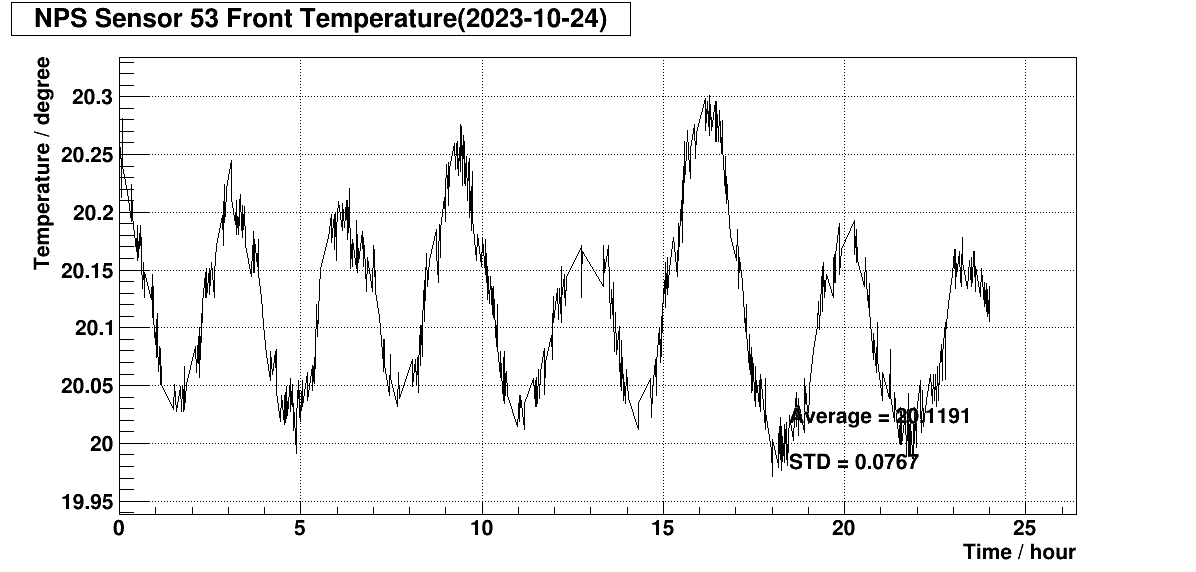 NPS Sensor 53 Front Temperature(2023-10-24)
Temperature / degree
20.3
20.25
20.2
20.15
20.1
20.05
20
19.95
Average = 20.1191
STD = 0.0767
0 5 10 15 20 25
Time / hour